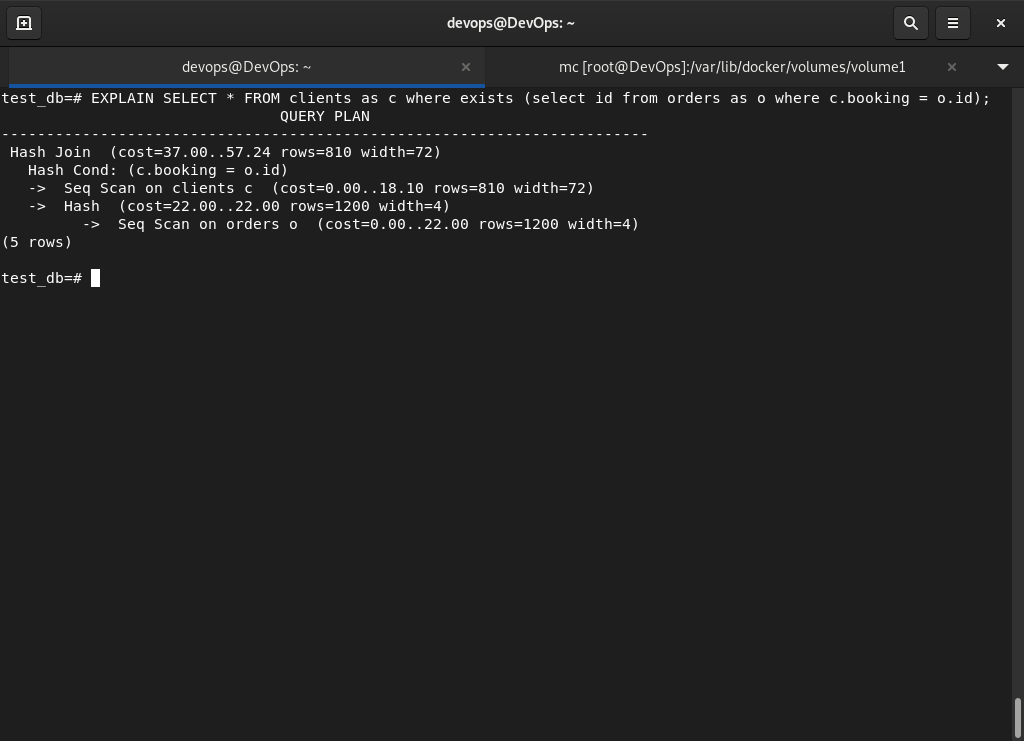 devops@DevOps: ~
devops@DevOps: ~
mc [root@DevOps]:/var/lib/docker/volumes/volume1
test_db=# EXPLAIN SELECT * FROM clients as c where exists (select id from orders as o where c.booking = o.id);
                               QUERY PLAN
------------------------------------------------------------------------
 Hash Join  (cost=37.00..57.24 rows=810 width=72)
   Hash Cond: (c.booking = o.id)
   ->  Seq Scan on clients c  (cost=0.00..18.10 rows=810 width=72)
   ->  Hash  (cost=22.00..22.00 rows=1200 width=4)
         ->  Seq Scan on orders o  (cost=0.00..22.00 rows=1200 width=4)
(5 rows)
test_db=#